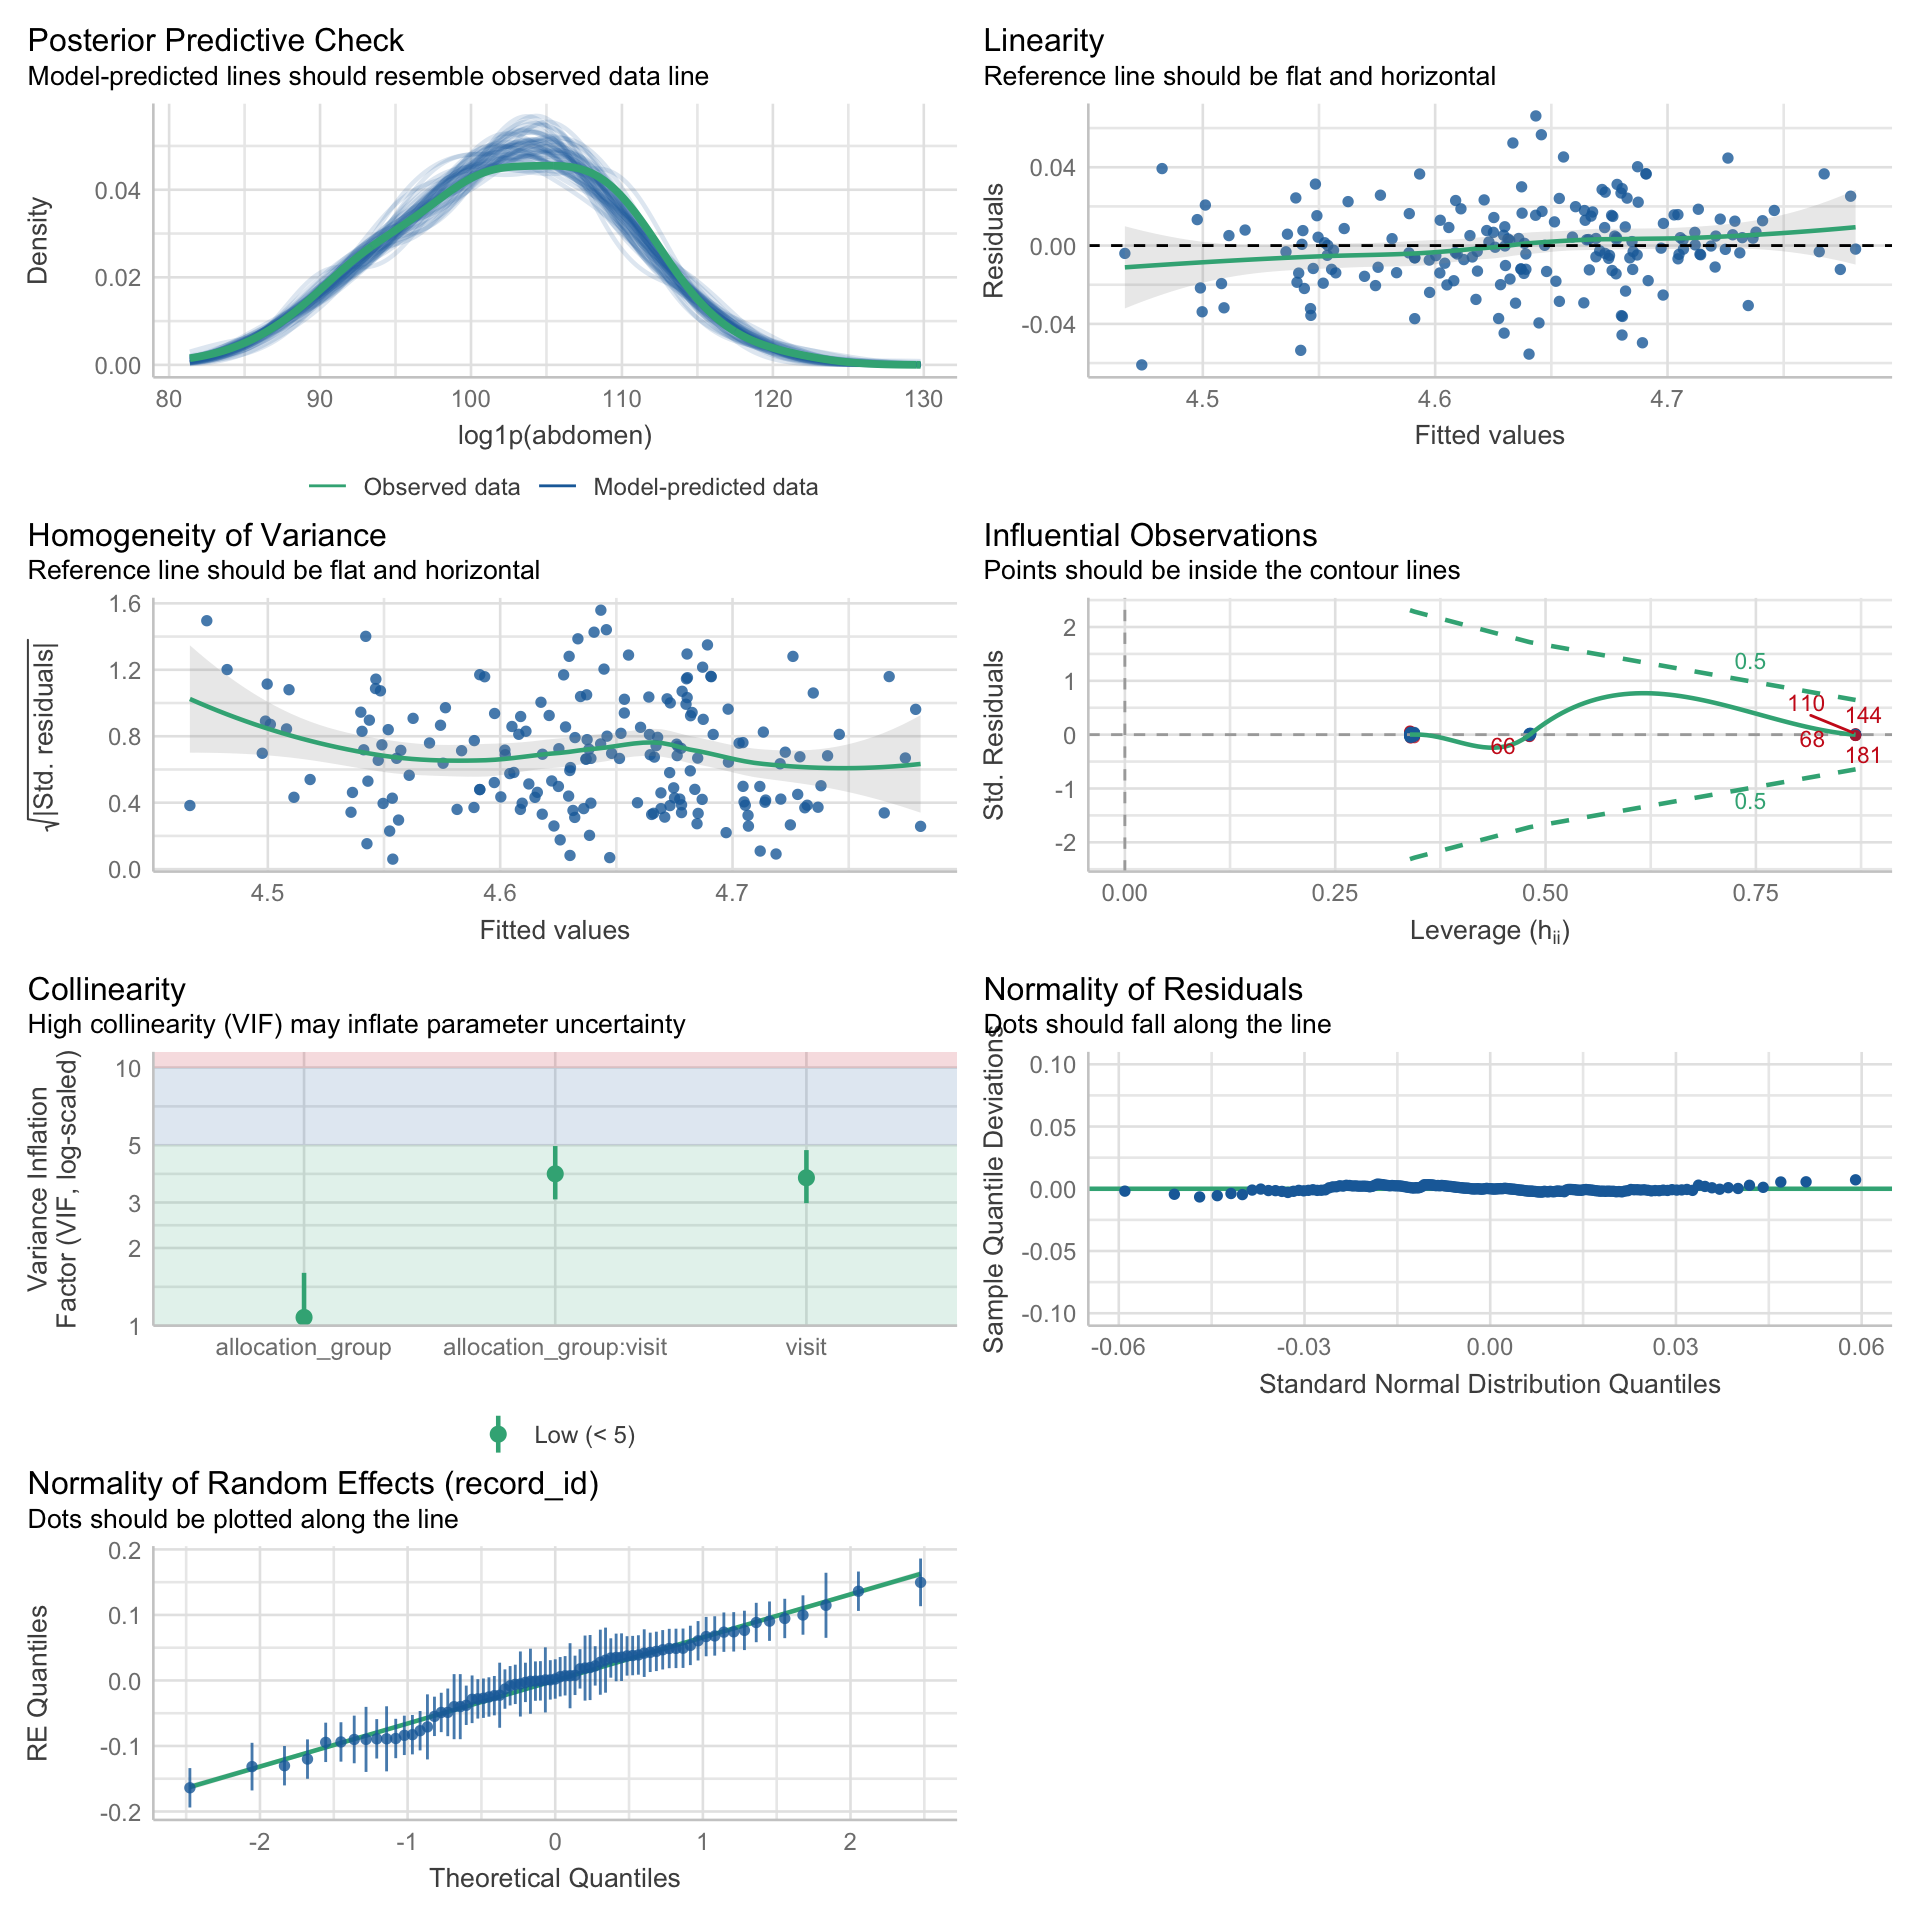 Posterior Predictive Check
Model-predicted lines should resemble observed data line
Density
0.04
0.02
0.00
80 90 100 110 120 130
log1p(abdomen)
Observed data Model-predicted data
Linearity
Reference line should be flat and horizontal
Residuals
0.04
0.00
-0.04
4.5 4.6 4.7
Fitted values
Homogeneity of Variance
Reference line should be flat and horizontal
√|Std. residuals|
1.6
1.2
0.8
0.4
0.0
4.5 4.6 4.7
Fitted values
Influential Observations
Points should be inside the contour lines
Std. Residuals
2
1
0
-1
-2
0.5
110
144
66
68
181
0.5
0.00 0.25 0.50 0.75
Leverage (hii)
Collinearity
High collinearity (VIF) may inflate parameter uncertainty
Variance Inflation
Factor (VIF, log-scaled)
10
5
3
2
1
allocation_group allocation_group:visit visit
Low (< 5)
Normality of Residuals
Dots should fall along the line
Sample Quantile Deviations
0.10
0.05
0.00
-0.05
-0.10
-0.06 -0.03 0.00 0.03 0.06
Standard Normal Distribution Quantiles
Normality of Random Effects (record_id)
Dots should be plotted along the line
RE Quantiles
0.2
0.1
0.0
-0.1
-0.2
-2 -1 0 1 2
Theoretical Quantiles